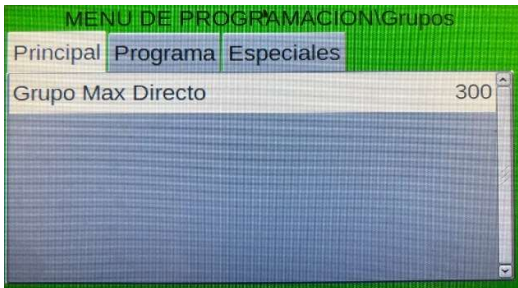 MENU DE PROGRAMACION\Grupos
Principal Programa Especiales
Grupo Max Directo 300